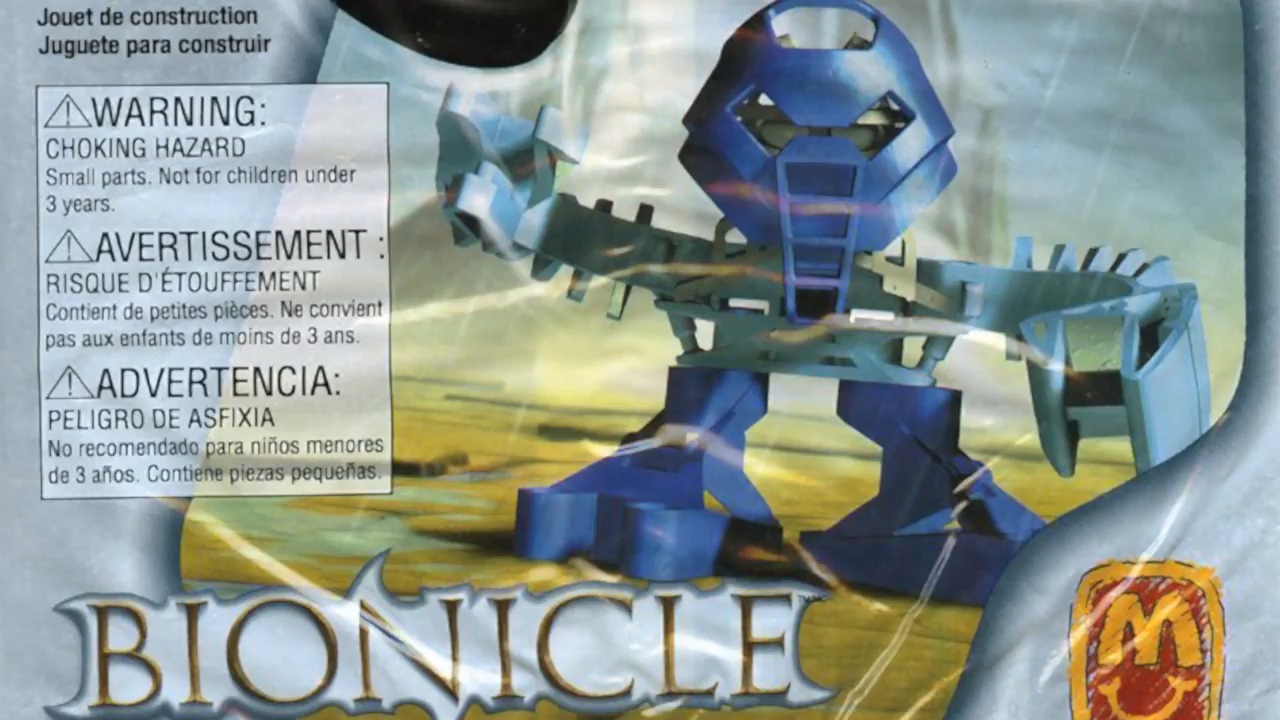 Jouet de construction
Juguete para construir
⚠WARNING:
CHOKING HAZARD
Small parts. Not for children under
3 years.
⚠AVERTISSEMENT :
RISQUE D'ÉTOUFFEMENT
Contient de petites pièces. Ne convient
pas aux enfants de moins de 3 ans.
⚠ADVERTENCIA:
PELIGRO DE ASFIXIA
No recomendado para niños menores
de 3 años. Contiene piezas pequeñas.
BIONICLE™
M